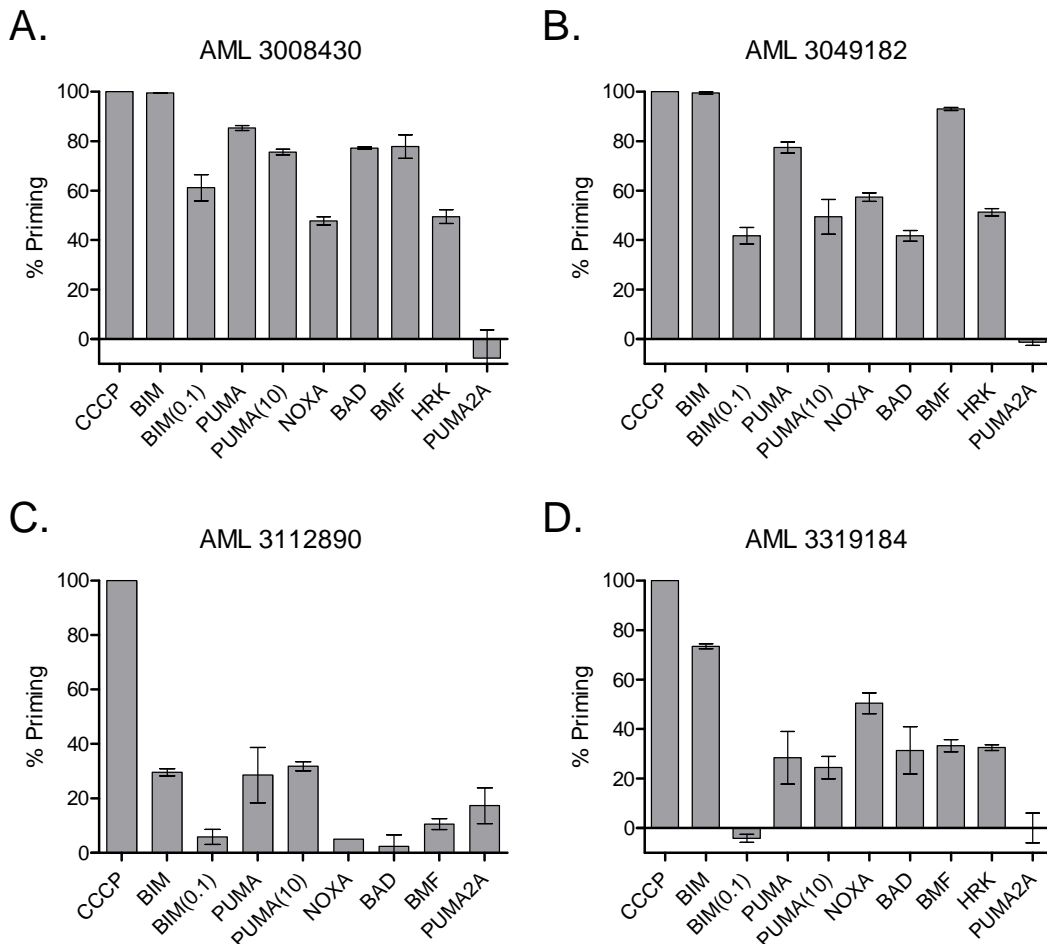 A.
AML 3008430
% Priming
100
80
60
40
20
0
CCCP
BIM
BIM(0.1)
PUMA
PUMA(10)
NOXA
BAD
BMF
HRK
PUMA2A
B.
AML 3049182
% Priming
100
80
60
40
20
0
CCCP
BIM
BIM(0.1)
PUMA
PUMA(10)
NOXA
BAD
BMF
HRK
PUMA2A
C.
AML 3112890
% Priming
100
80
60
40
20
0
CCCP
BIM
BIM(0.1)
PUMA
PUMA(10)
NOXA
BAD
BMF
PUMA2A
D.
AML 3319184
% Priming
100
80
60
40
20
0
CCCP
BIM
BIM(0.1)
PUMA
PUMA(10)
NOXA
BAD
BMF
HRK
PUMA2A